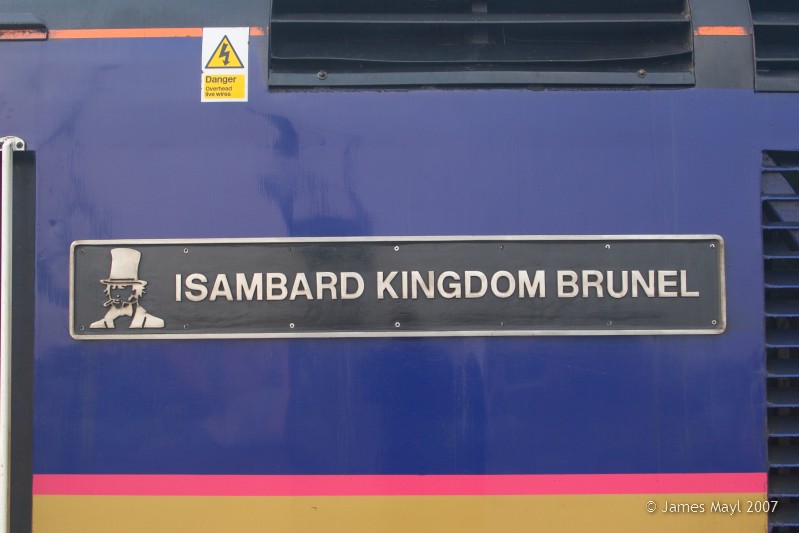 Danger
Overhead
live wires
ISAMBARD KINGDOM BRUNEL
© James Mayl 2007